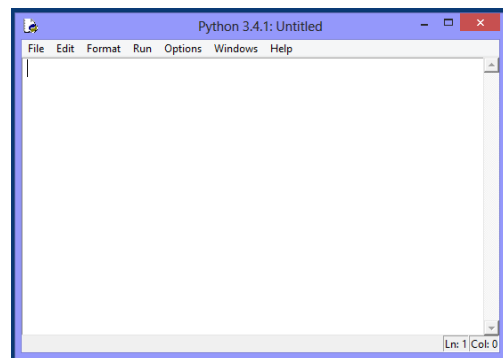 Python 3.4.1: Untitled
File Edit Format Run Options Windows Help
Ln: 1 Col: 0